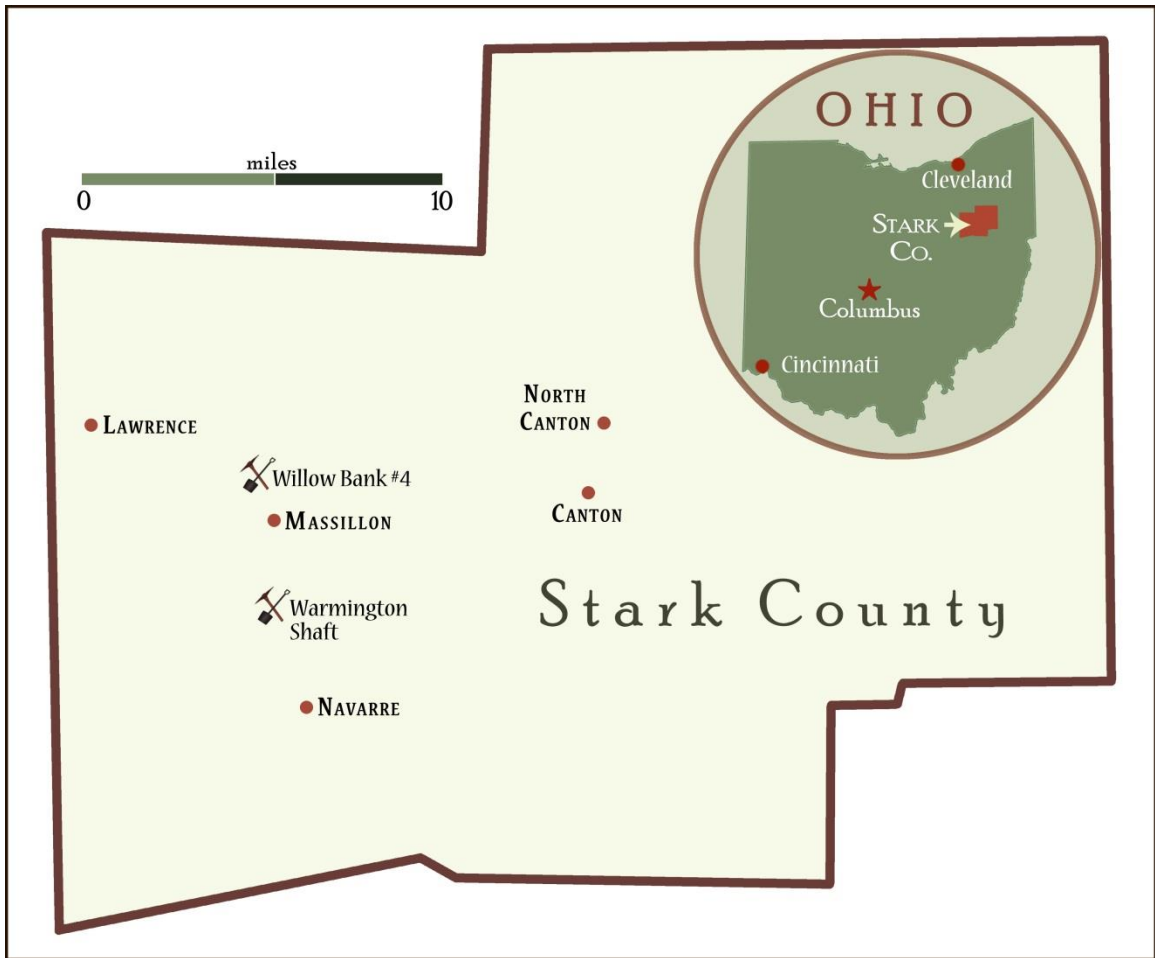 miles
0 10
OHIO
Cleveland
STARK
CO.
Columbus
Cincinnati
LAWRENCE
NORTH
CANTON
Willow Bank #4
MASSILLON
CANTON
Warmington
Shaft
Stark County
NAVARRE